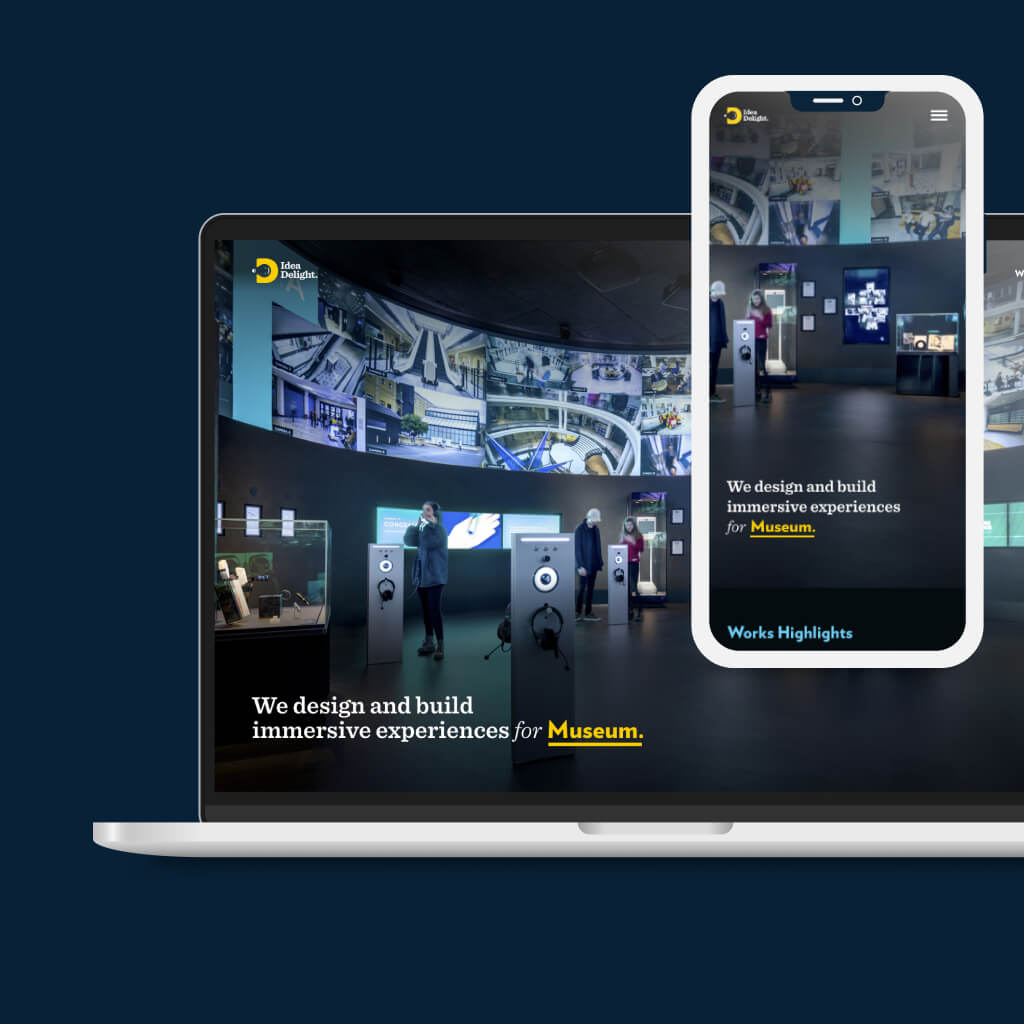 Idea
Delight.
We design and build
immersive experiences for Museum.
Idea
Delight.
We design and build
immersive experiences
for Museum.
Works Highlights